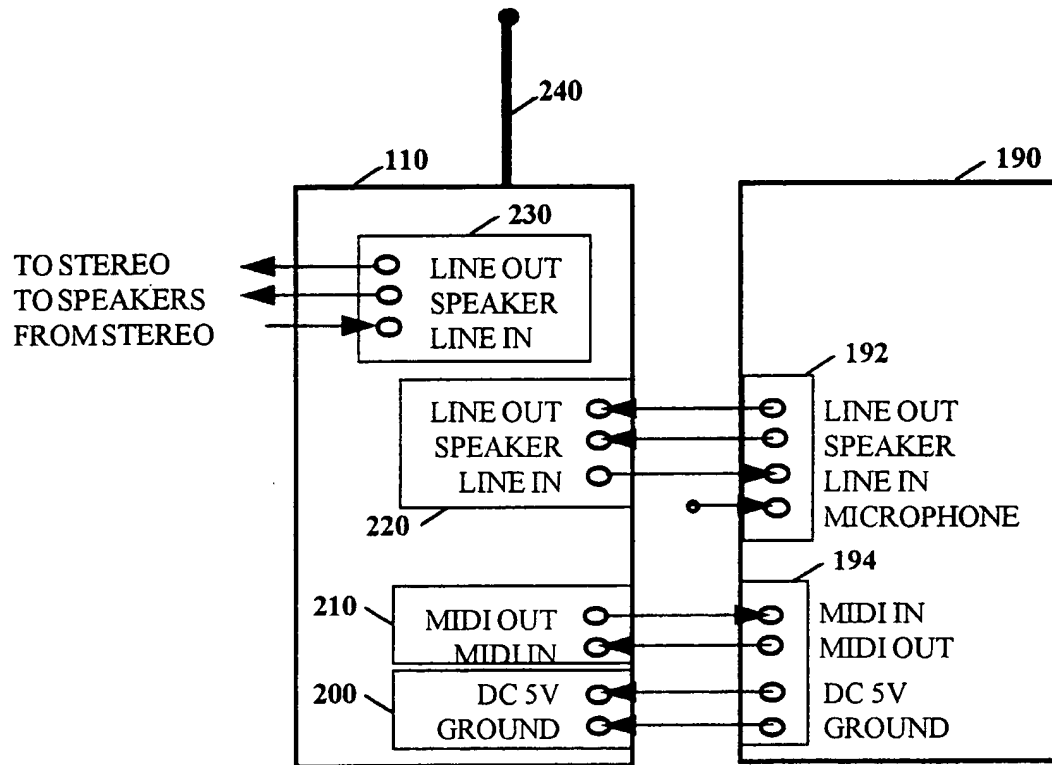 240
110
190
230
TO STEREO
LINE OUT
TO SPEAKERS
SPEAKER
FROM STEREO
LINE IN
192
LINE OUT
LINE OUT
SPEAKER
SPEAKER
LINE IN
LINE IN
MICROPHONE
220
194
210
MIDI OUT
MIDI IN
MIDI IN
MIDI OUT
200
DC 5V
DC 5V
GROUND
GROUND